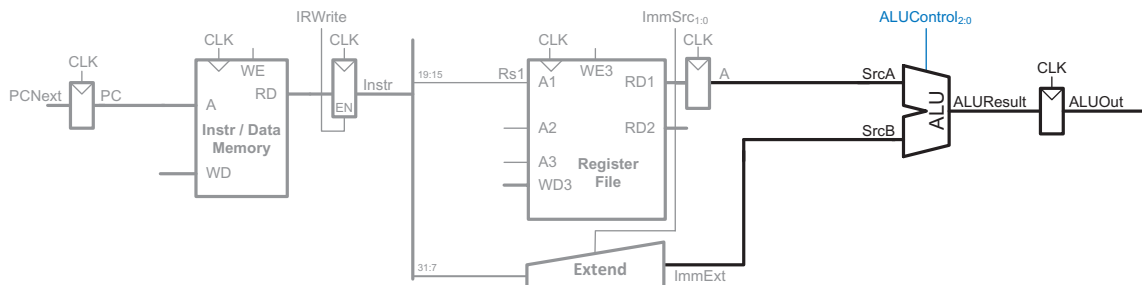 IRWrite
ImmSrc1:0
ALUControl2:0
CLK
CLK
CLK
CLK
CLK
CLK
WE
WE3
PCNext
PC
A
RD
EN
Instr
19:15
Rs1
A1
RD1
A
SrcA
ALU
ALUResult
ALUOut
Instr / Data
Memory
A2
RD2
SrcB
WD
A3
WD3
Register
File
31:7
Extend
ImmExt